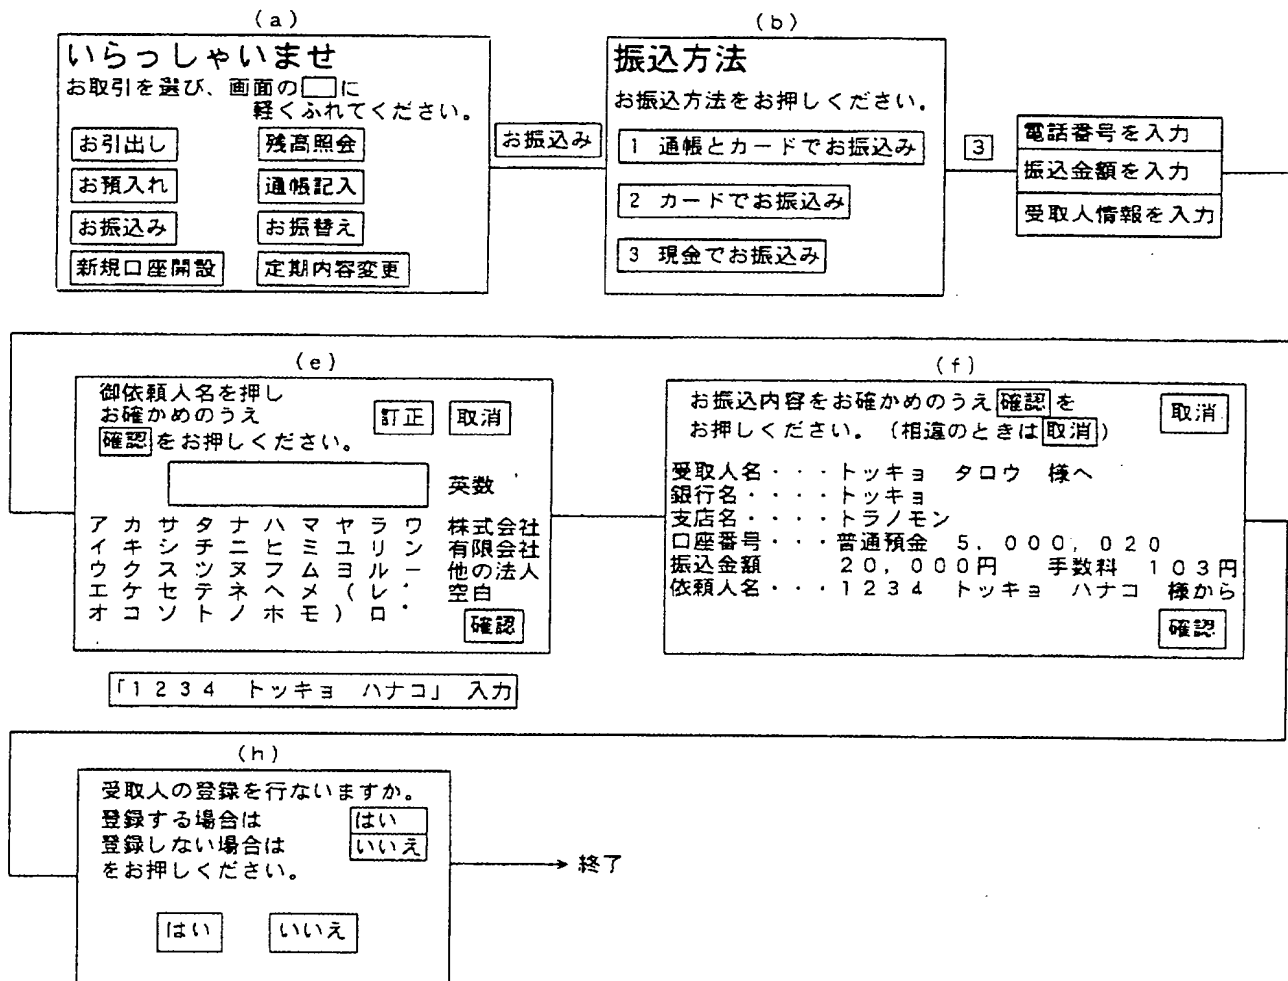 (a)
いらっしゃいませ
お取引を選び、画面の□に
軽くふれてください。
お引出し 残高照会
お預入れ 通帳記入
お振込み お振替え
新規口座開設 定期内容変更
お振込み
(b)
振込方法
お振込方法をお押しください。
1 通帳とカードでお振込み
2 カードでお振込み
3 現金でお振込み
3
電話番号を入力
振込金額を入力
受取人情報を入力
(e)
御依頼人名を押し
お確かめのうえ 訂正 取消
確認をお押しください。
英数
ア カ サ タ ナ ハ マ ヤ ラ ワ 株式会社
イ キ シ チ ニ ヒ ミ ユ リ ン 有限会社
ウ ク ス ツ ヌ フ ム ヨ ル ー 他の法人
エ ケ セ テ ネ ヘ メ ( レ ゛ 空白
オ コ ソ ト ノ ホ モ ) ロ ゜
確認
「1234 トッキョ ハナコ」 入力
(f)
お振込内容をお確かめのうえ確認を 取消
お押しください。(相違のときは取消)
受取人名・・・トッキョ タロウ 様へ
銀行名・・・・トッキョ
支店名・・・・トラノモン
口座番号・・・普通預金 5,000,020
振込金額 20,000円 手数料 103円
依頼人名・・・1234 トッキョ ハナコ 様から
確認
(h)
受取人の登録を行ないますか。
登録する場合は はい
登録しない場合は いいえ
をお押しください。
はい いいえ
終了